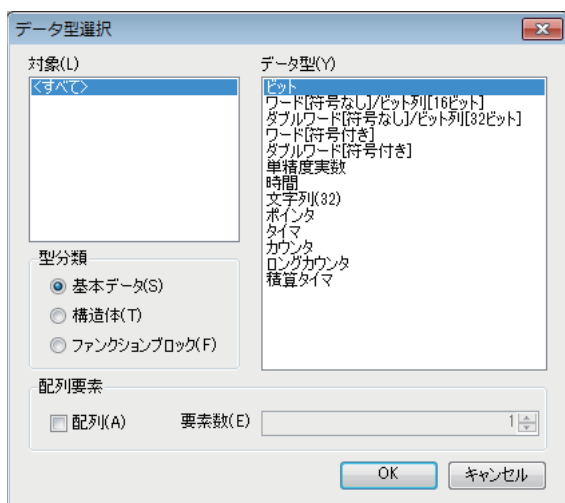 データ型選択
対象(L)
<すべて>
データ型(Y)
ビット
ワード[符号なし]/ビット列[16ビット]
ダブルワード[符号なし]/ビット列[32ビット]
ワード[符号付き]
ダブルワード[符号付き]
単精度実数
時間
文字列(32)
ポインタ
タイマ
カウンタ
ロングカウンタ
積算タイマ
型分類
基本データ(S)
構造体(T)
ファンクションブロック(F)
配列要素
配列(A)
要素数(E)
1
OK
キャンセル